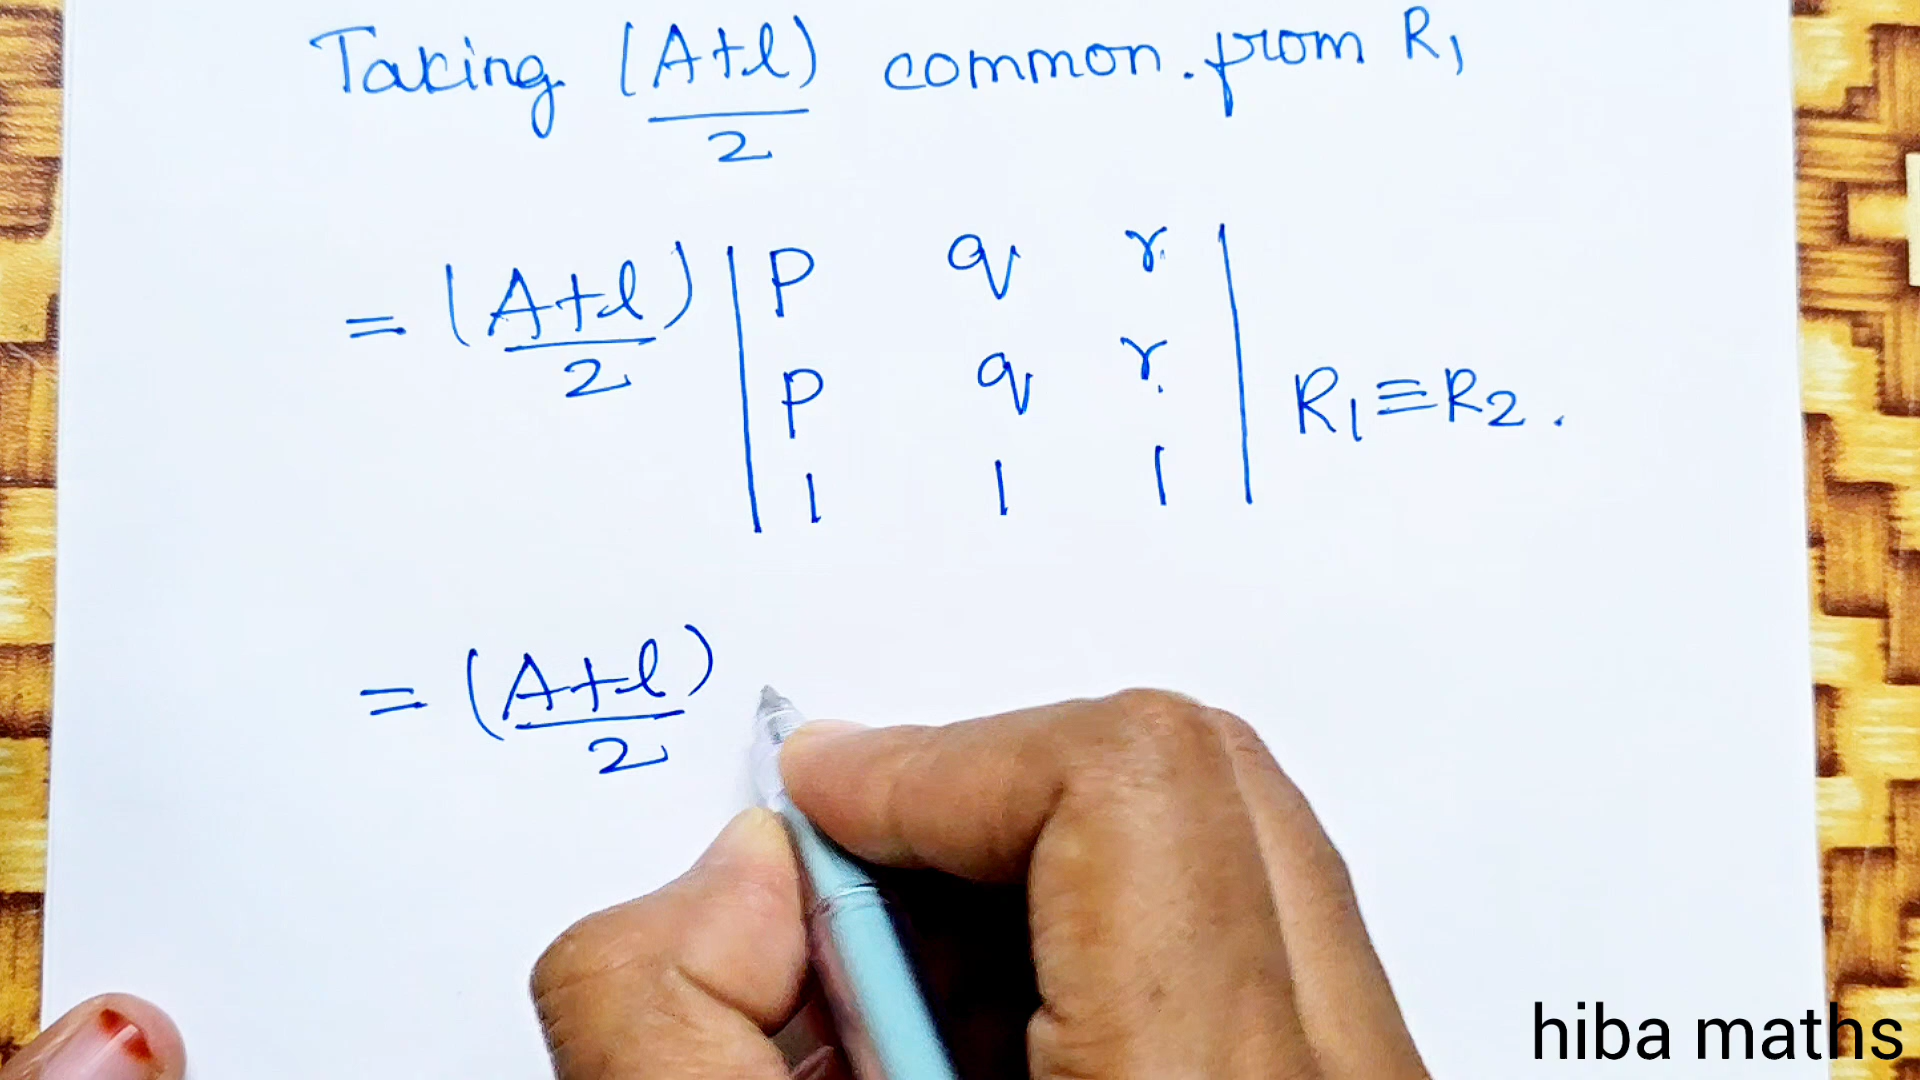 Taking (A+l)/2 common from R₁
= (A+l)/2 | p q r |
| p q r | R₁ ≡ R₂.
| 1 1 1 |
= (A+l)/2
hiba maths